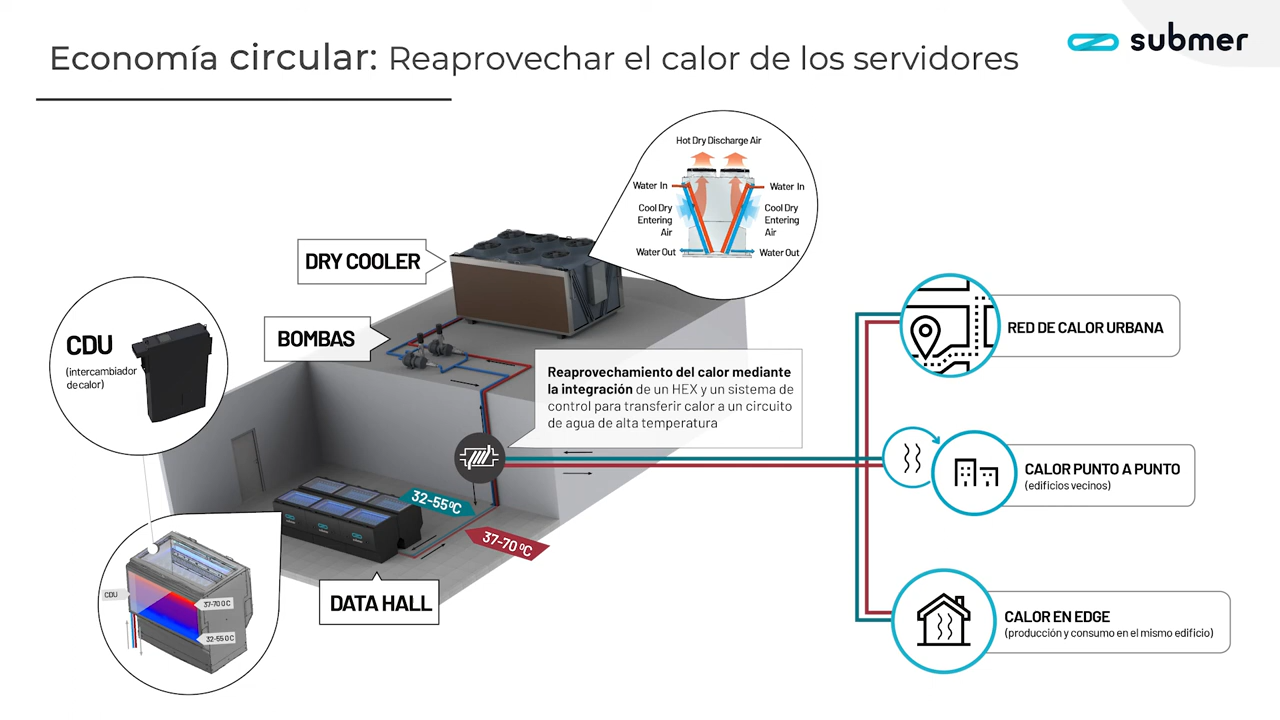 Economía circular: Reaprovechar el calor de los servidores
submer
Hot Dry Discharge Air
Water In
Water In
Cool Dry
Entering
Air
Cool Dry
Entering
Air
Water Out
Water Out
DRY COOLER
BOMBAS
CDU
(intercambiador
de calor)
Reaprovechamiento del calor mediante
la integración de un HEX y un sistema de
control para transferir calor a un circuito
de agua de alta temperatura
RED DE CALOR URBANA
CALOR PUNTO A PUNTO
(edificios vecinos)
32-55ºC
37-70ºC
DATA HALL
CDU
37-70 0C
32-55 0C
CALOR EN EDGE
(producción y consumo en el mismo edificio)